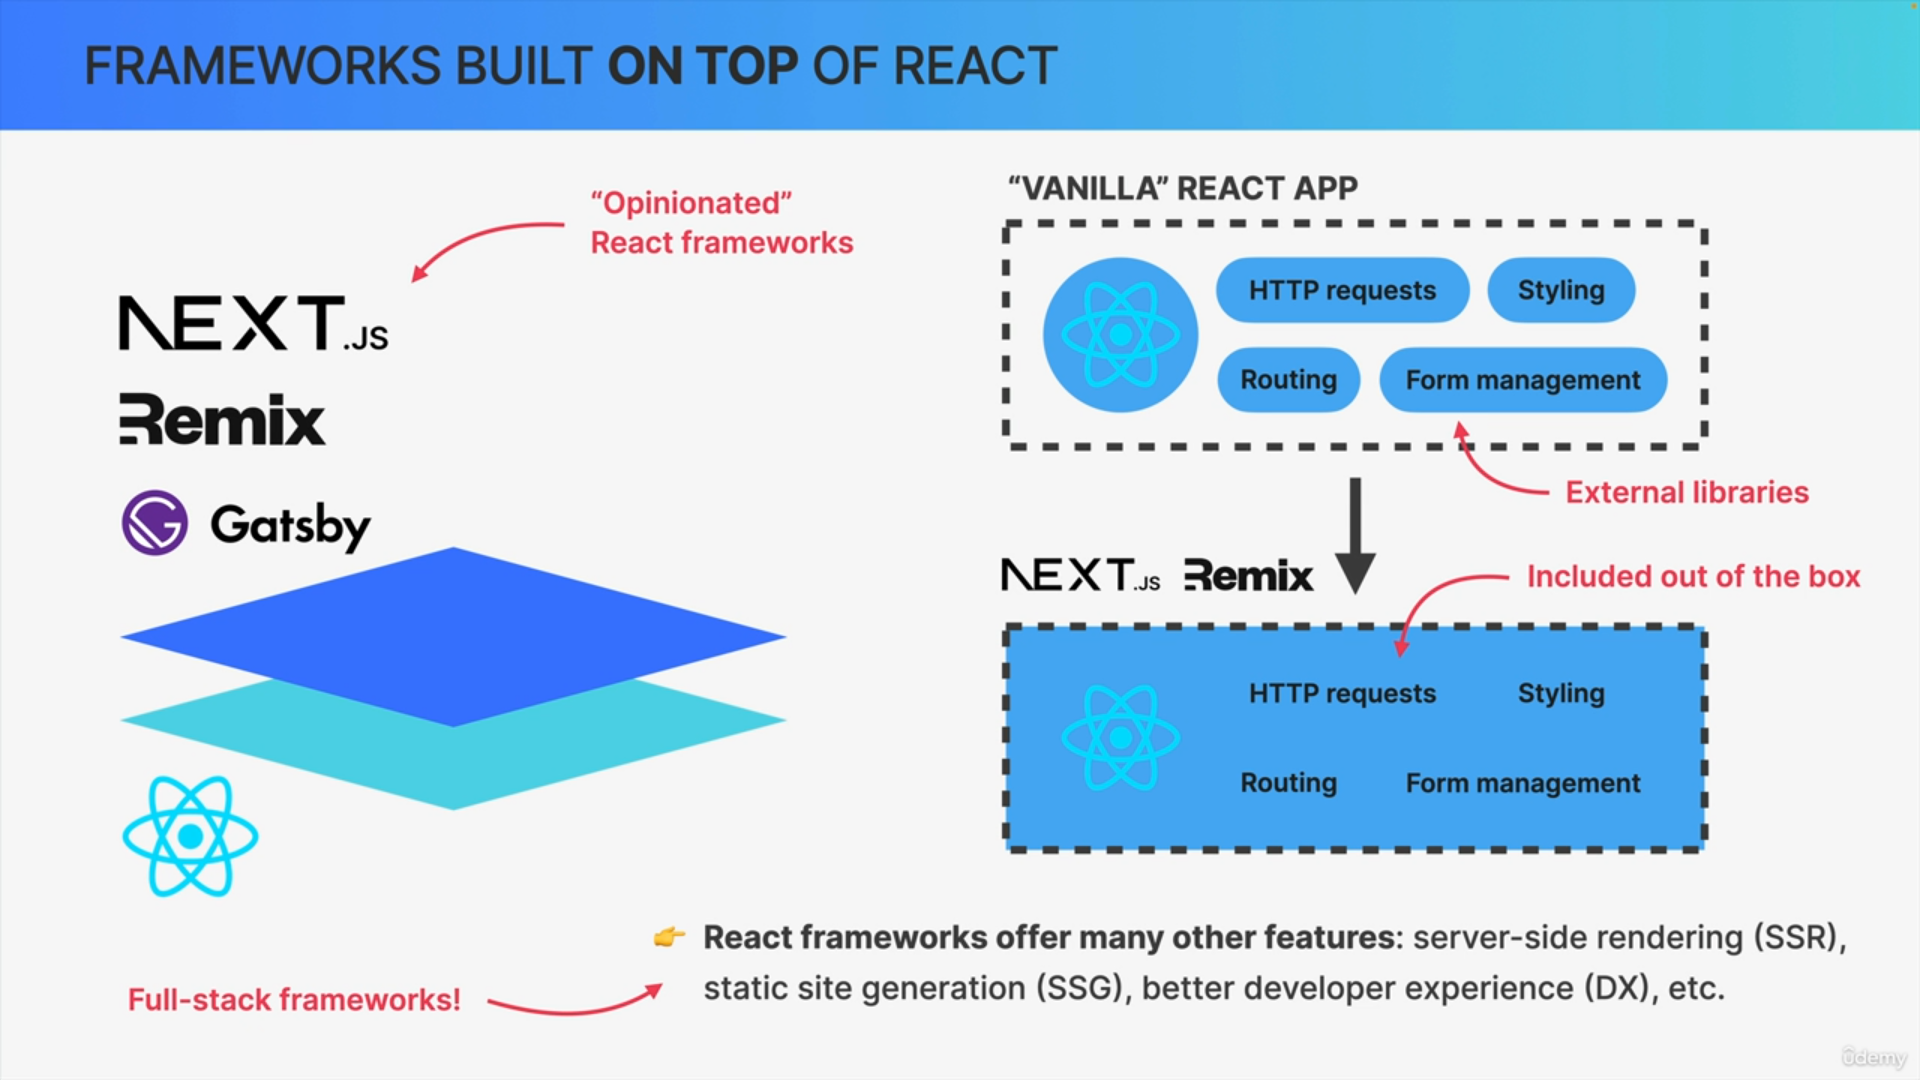 FRAMEWORKS BUILT ON TOP OF REACT
“Opinionated”
React frameworks
NEXT.JS
Remix
Gatsby
“VANILLA” REACT APP
HTTP requests
Styling
Routing
Form management
External libraries
NEXT.JS Remix
Included out of the box
HTTP requests
Styling
Routing
Form management
👉 React frameworks offer many other features: server-side rendering (SSR),
static site generation (SSG), better developer experience (DX), etc.
Full-stack frameworks!
ûdemy